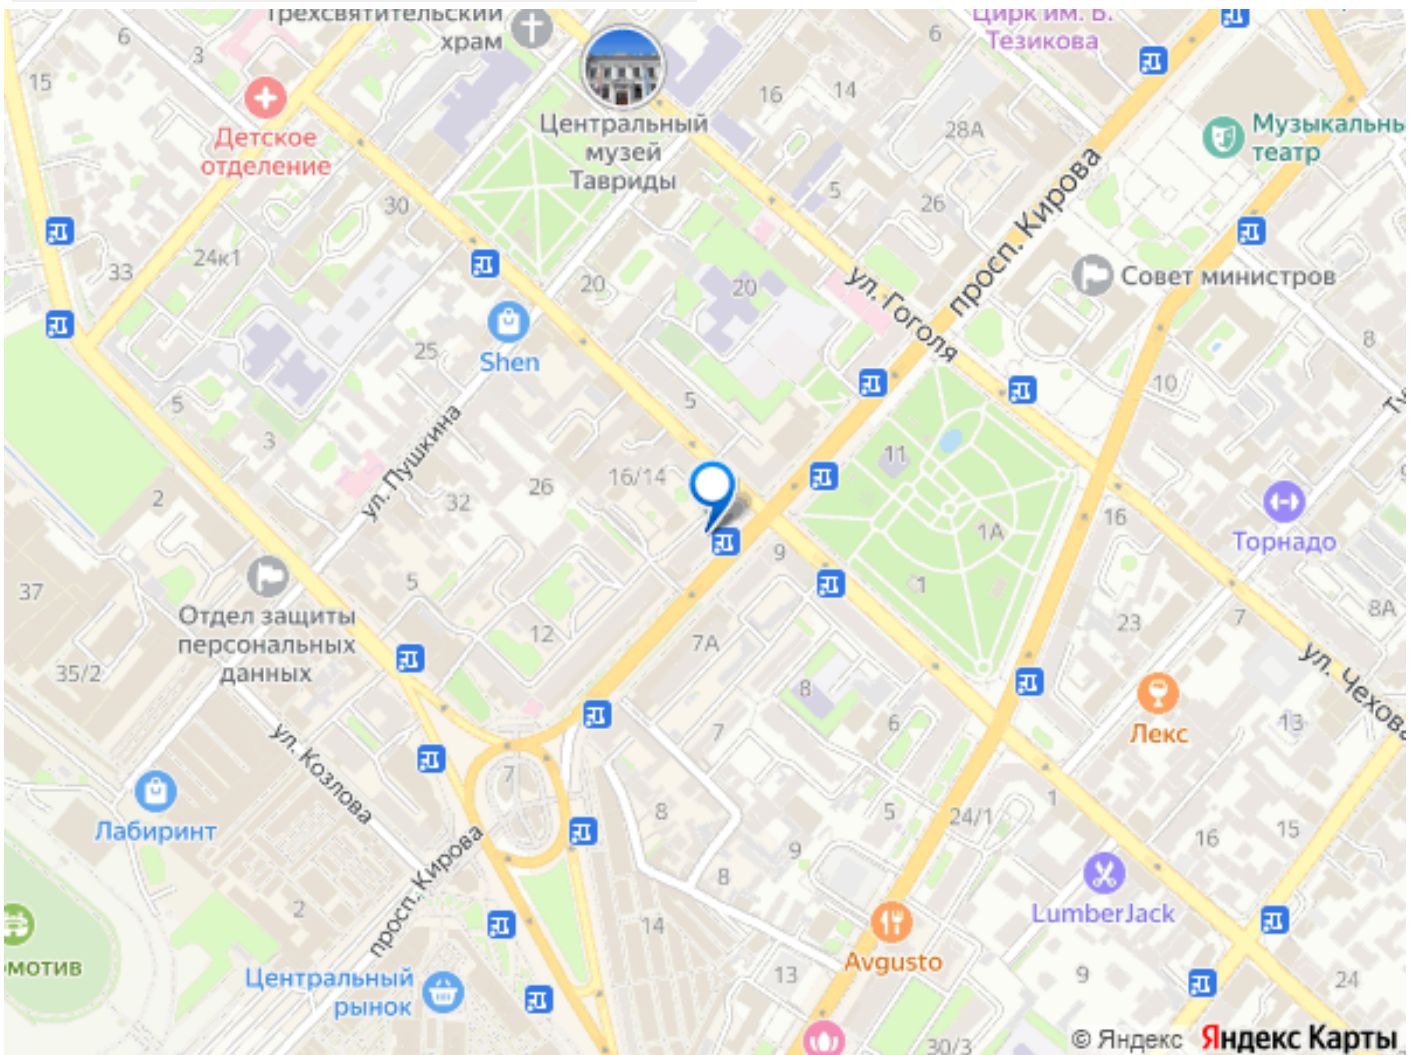 Трёхсвятительский
храм
Цирк им. Б.
Тезикова
6
3
15
6
16
14
28А
Детское
отделение
Центральный
музей
Тавриды
Музыкальны
театр
просп. Кирова
30
5
26
24к1
33
20
20
ул. Гоголя
Совет министров
25
Shen
8
10
5
5
3
ул. Пушкина
11
16/14
26
32
2
1А
16
Торнадо
9
37
5
1
8А
Отдел защиты
персональных
данных
12
7А
23
7
35/2
ул. Чехова
8
6
7
13
Лекс
ул. Козлова
7
Лабиринт
8
5
24/1
1
16
15
просп. Кирова
9
8
LumberJack
2
14
омотив
Avgusto
Центральный
рынок
13
9
24
30/3
© Яндекс Яндекс Карты